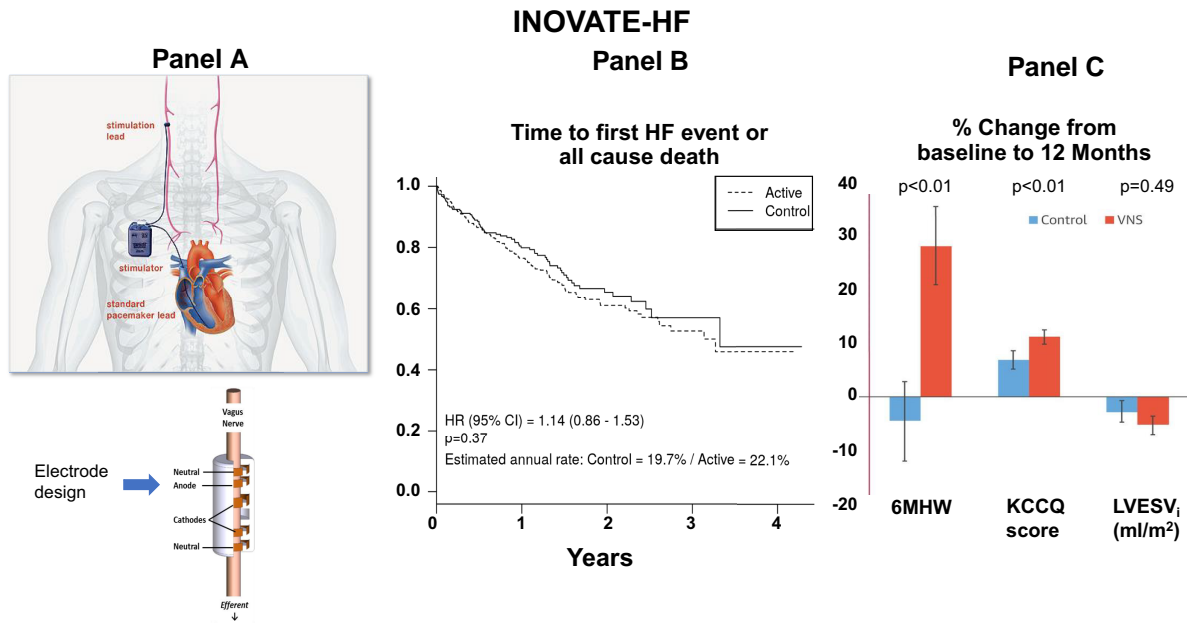 INOVATE-HF
Panel A
stimulation
lead
stimulator
standard
pacemaker lead
Electrode
design
Vagus
Nerve
Neutral
Anode
Cathodes
Neutral
Efferent
↓
Panel B
Time to first HF event or
all cause death
Active
Control
1.0
0.8
0.6
0.4
0.2
0.0
HR (95% CI) = 1.14 (0.86 - 1.53)
p=0.37
Estimated annual rate: Control = 19.7% / Active = 22.1%
0 1 2 3 4
Years
Panel C
% Change from
baseline to 12 Months
p<0.01 p<0.01 p=0.49
Control VNS
40
30
20
10
0
-10
-20
6MHW KCCQ score LVESVi (ml/m²)